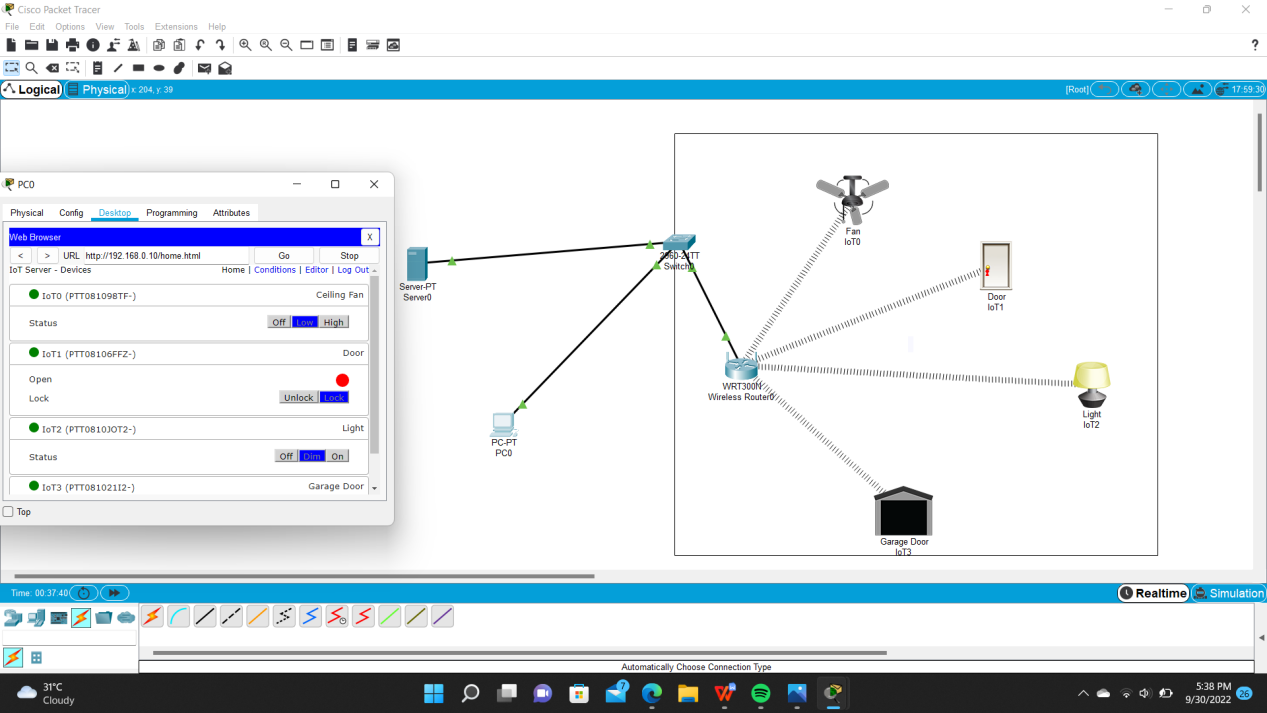 Cisco Packet Tracer
File Edit Options View Tools Extensions Help
?
Logical Physical x: 204, y: 39 [Root] 17:59:30
PC0
Physical Config Desktop Programming Attributes
Web Browser X
< > URL http://192.168.0.10/home.html Go Stop
IoT Server - Devices Home | Conditions | Editor | Log Out
IoT0 (PTT081098TF-) Ceiling Fan
Status Off Low High
IoT1 (PTT08106FFZ-) Door
Open
Lock Unlock Lock
IoT2 (PTT0810JOT2-) Light
Status Off Dim On
IoT3 (PTT081021I2-) Garage Door
Top
Server-PT
Server0
2960-24TT
Switch0
PC-PT
PC0
WRT300N
Wireless Router0
Fan
IoT0
Door
IoT1
Light
IoT2
Garage Door
IoT3
Time: 00:37:40 Realtime Simulation
Automatically Choose Connection Type
31°C
Cloudy
7
5:38 PM
9/30/2022
26